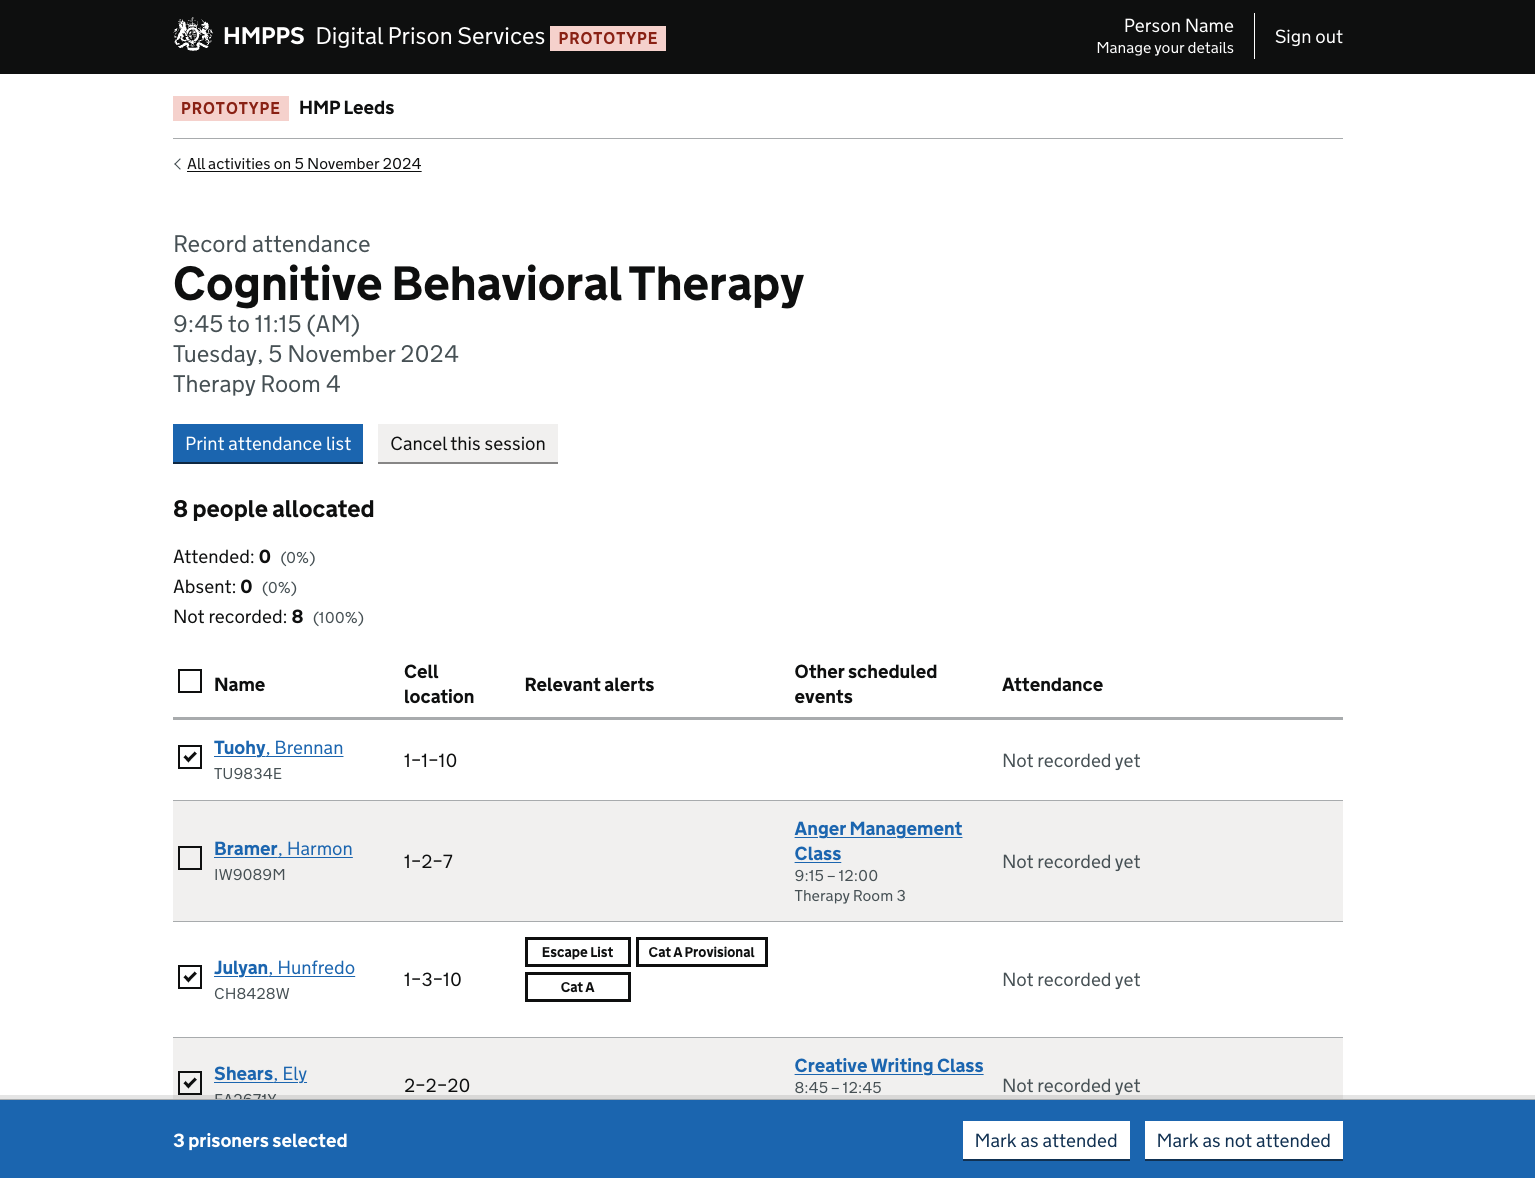 HMPPS Digital Prison Services PROTOTYPE
Person Name
Manage your details
Sign out
PROTOTYPE HMP Leeds
All activities on 5 November 2024
Record attendance
Cognitive Behavioral Therapy
9:45 to 11:15 (AM)
Tuesday, 5 November 2024
Therapy Room 4
Print attendance list Cancel this session
8 people allocated
Attended: 0 (0%)
Absent: 0 (0%)
Not recorded: 8 (100%)
Name
Cell
location
Relevant alerts
Other scheduled
events
Attendance
Tuohy, Brennan
TU9834E
1-1-10
Not recorded yet
Bramer, Harmon
IW9089M
1-2-7
Anger Management
Class
9:15 – 12:00
Therapy Room 3
Not recorded yet
Julyan, Hunfredo
CH8428W
1-3-10
Escape List Cat A Provisional
Cat A
Not recorded yet
Shears, Ely
2-2-20
Creative Writing Class
8:45 – 12:45
Not recorded yet
3 prisoners selected
Mark as attended Mark as not attended